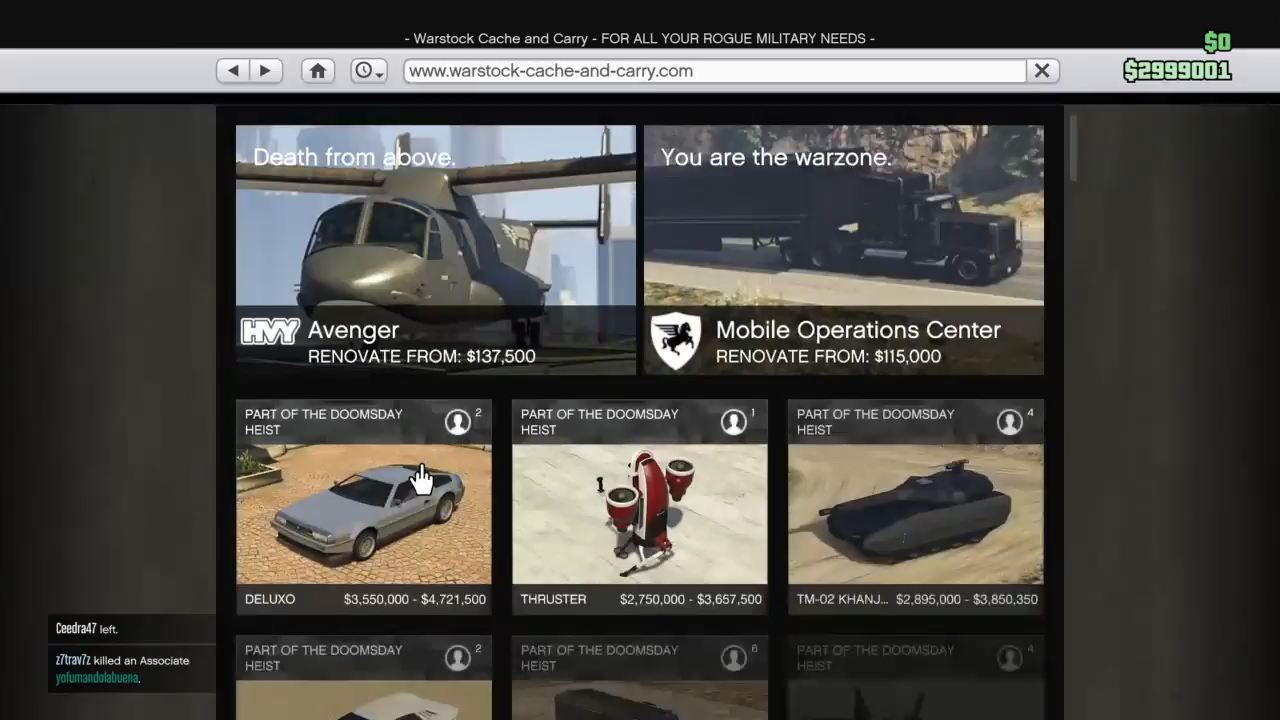 - Warstock Cache and Carry - FOR ALL YOUR ROGUE MILITARY NEEDS -
$0
www.warstock-cache-and-carry.com
$2999001
Death from above.
HVY Avenger
RENOVATE FROM: $137,500
You are the warzone.
Mobile Operations Center
RENOVATE FROM: $115,000
PART OF THE DOOMSDAY
HEIST
2
DELUXO $3,550,000 - $4,721,500
PART OF THE DOOMSDAY
HEIST
1
THRUSTER $2,750,000 - $3,657,500
PART OF THE DOOMSDAY
HEIST
4
TM-02 KHANJ... $2,895,000 - $3,850,350
PART OF THE DOOMSDAY
HEIST
2
PART OF THE DOOMSDAY
HEIST
6
PART OF THE DOOMSDAY
HEIST
4
Ceedra47 left.
z7trav7z killed an Associate
yofumandolabuena.